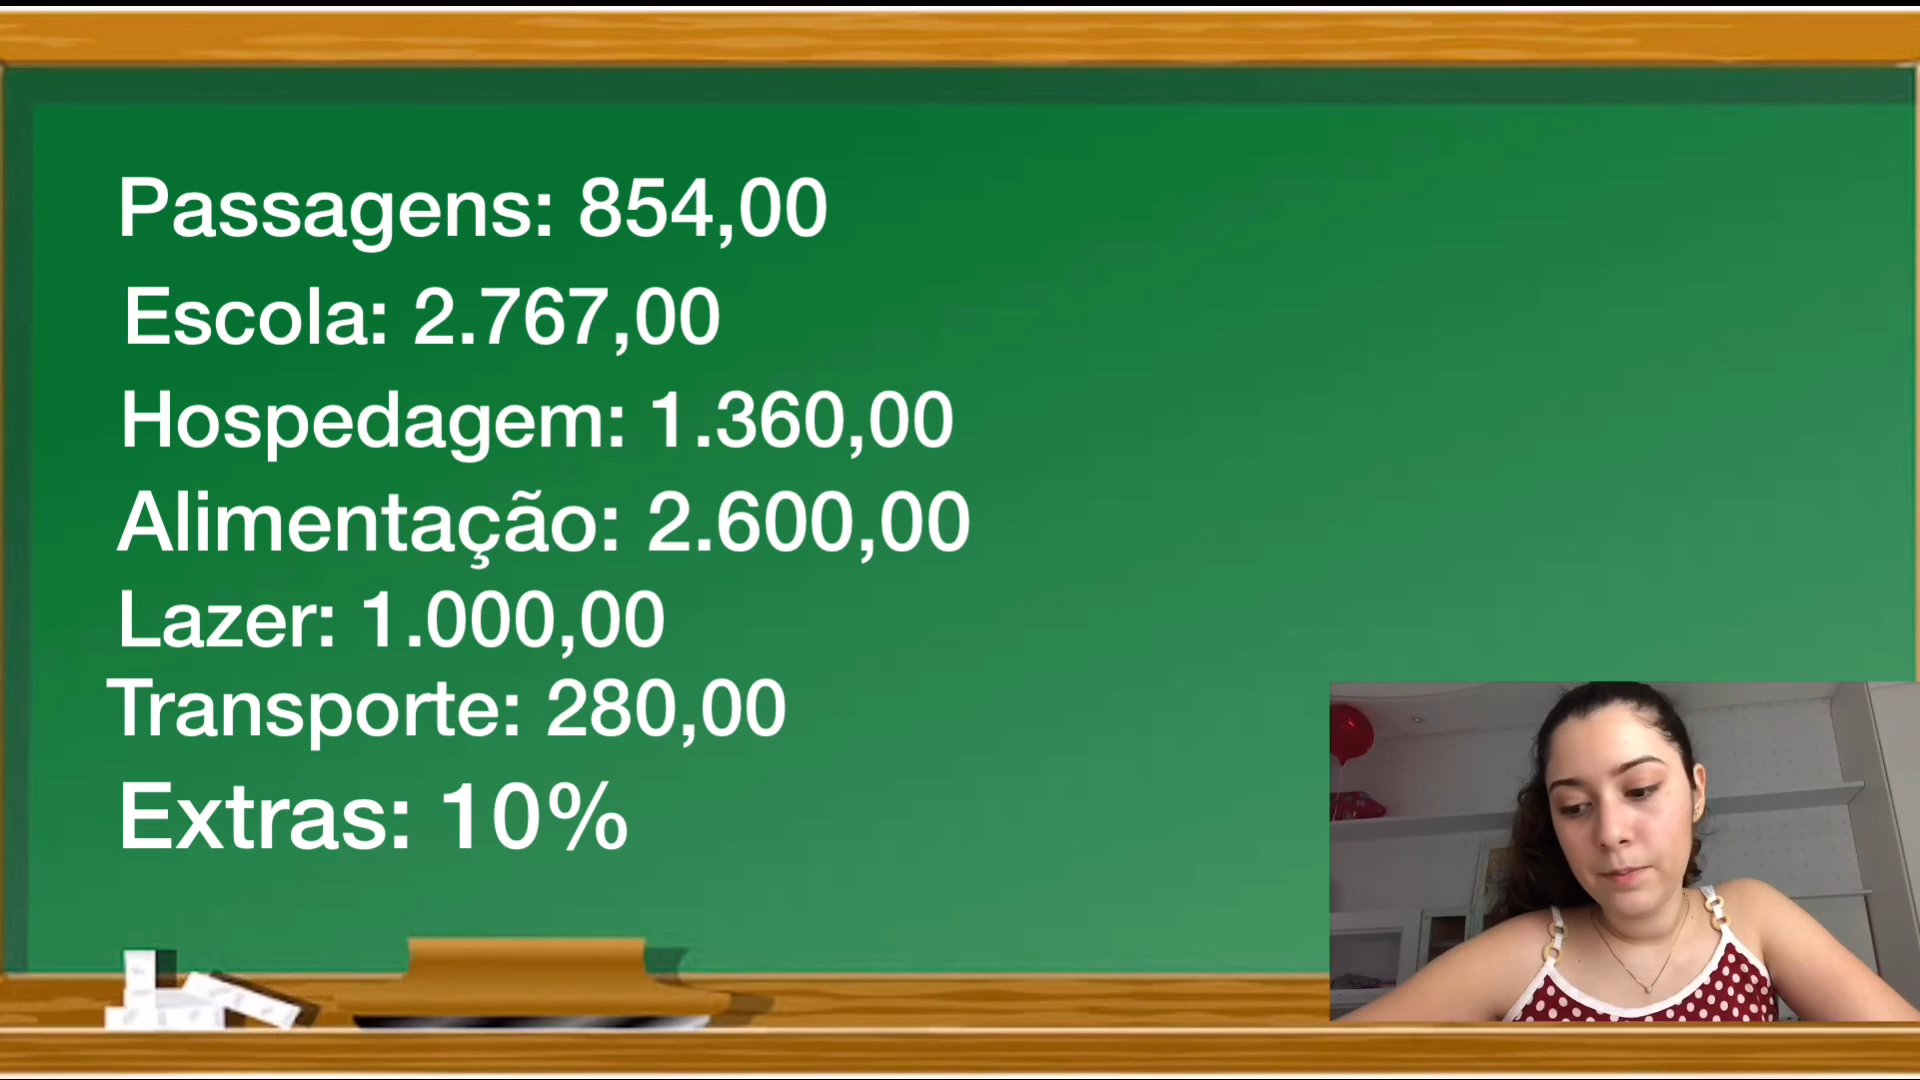 Passagens: 854,00
Escola: 2.767,00
Hospedagem: 1.360,00
Alimentação: 2.600,00
Lazer: 1.000,00
Transporte: 280,00
Extras: 10%